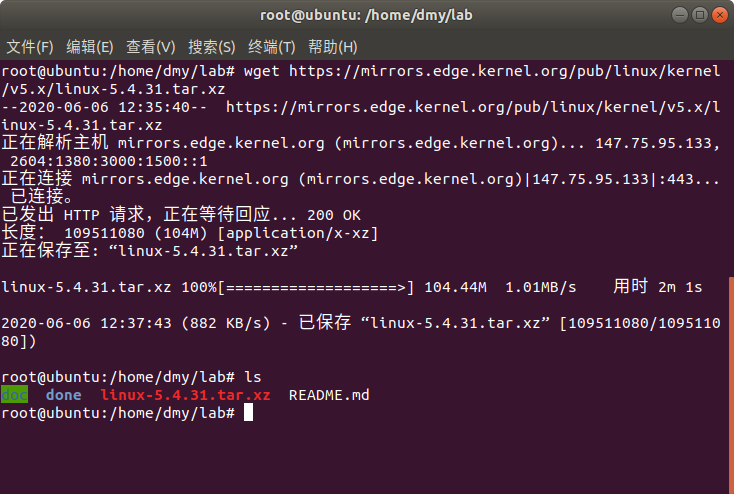 root@ubuntu: /home/dmy/lab
文件(F) 编辑(E) 查看(V) 搜索(S) 终端(T) 帮助(H)
root@ubuntu:/home/dmy/lab# wget https://mirrors.edge.kernel.org/pub/linux/kernel
/v5.x/linux-5.4.31.tar.xz
--2020-06-06 12:35:40--  https://mirrors.edge.kernel.org/pub/linux/kernel/v5.x/l
inux-5.4.31.tar.xz
正在解析主机 mirrors.edge.kernel.org (mirrors.edge.kernel.org)... 147.75.95.133,
 2604:1380:3000:1500::1
正在连接 mirrors.edge.kernel.org (mirrors.edge.kernel.org)|147.75.95.133|:443...
 已连接。
已发出 HTTP 请求，正在等待回应... 200 OK
长度： 109511080 (104M) [application/x-xz]
正在保存至: “linux-5.4.31.tar.xz”
linux-5.4.31.tar.xz 100%[===================>] 104.44M  1.01MB/s    用时 2m 1s
2020-06-06 12:37:43 (882 KB/s) - 已保存 “linux-5.4.31.tar.xz” [109511080/1095110
80])
root@ubuntu:/home/dmy/lab# ls
doc  done  linux-5.4.31.tar.xz  README.md
root@ubuntu:/home/dmy/lab#